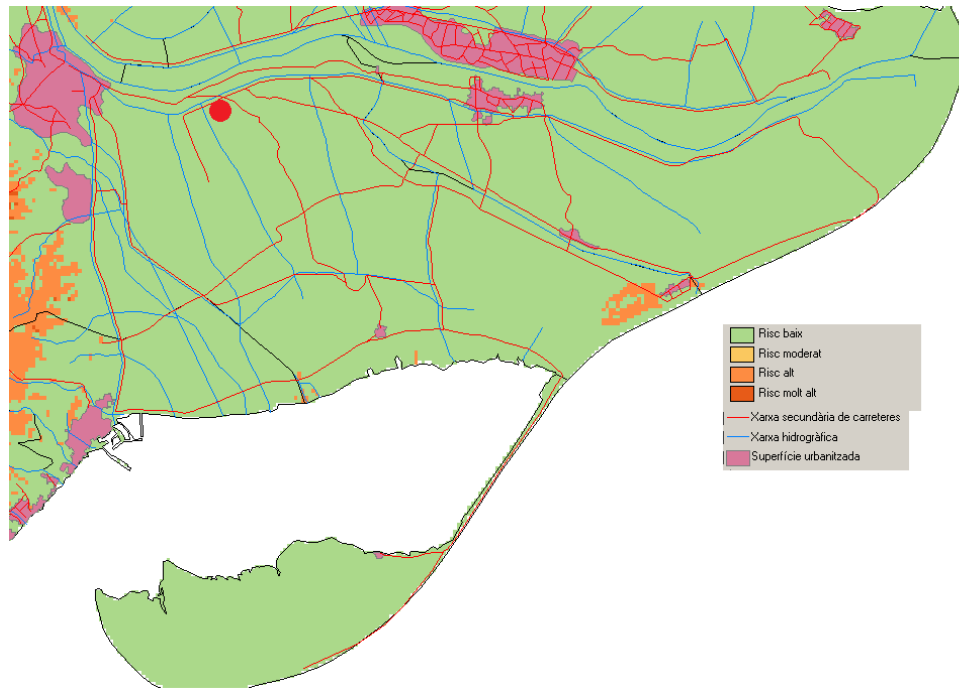 Risc baix
Risc moderat
Risc alt
Risc molt alt
Xarxa secundària de carreteres
Xarxa hidrogràfica
Superfície urbanitzada